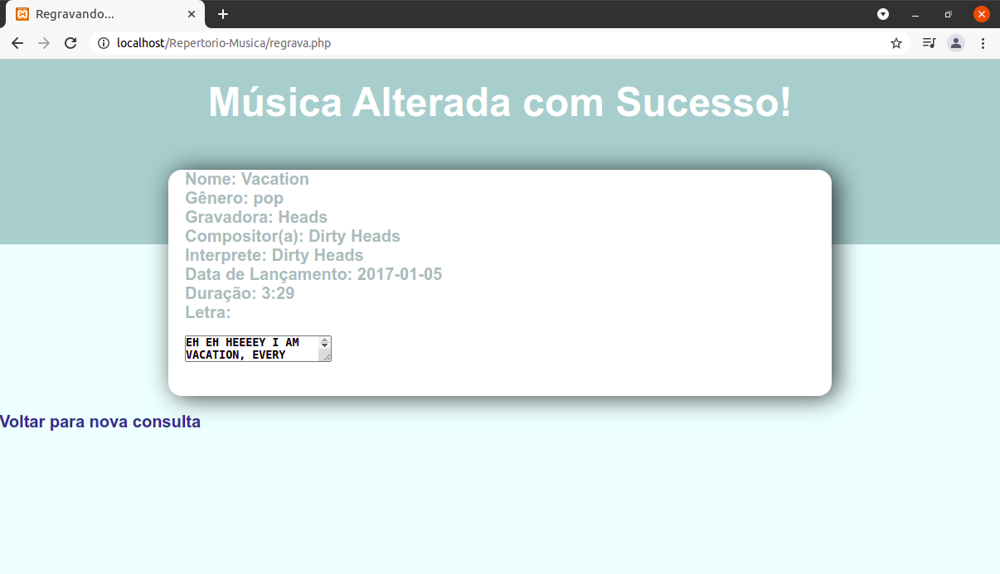 Regravando...
localhost/Repertorio-Musica/regrava.php
Música Alterada com Sucesso!
Nome: Vacation
Gênero: pop
Gravadora: Heads
Compositor(a): Dirty Heads
Interprete: Dirty Heads
Data de Lançamento: 2017-01-05
Duração: 3:29
Letra:
EH EH HEEEEY I AM
VACATION, EVERY
Voltar para nova consulta